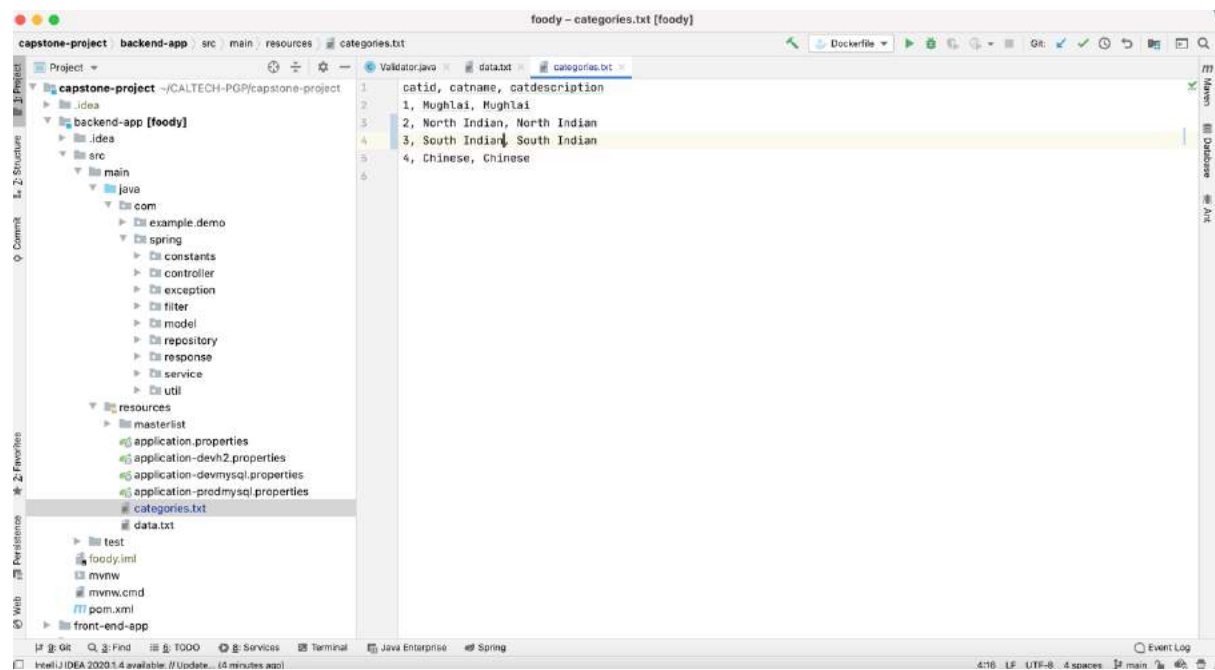 foody – categories.txt [foody]
capstone-project backend-app src main resources categories.txt
Dockerfile Git:
Project
Validator.java data.txt categories.txt
capstone-project ~/CALTECH-PGP/capstone-project
.idea
backend-app [foody]
.idea
src
main
java
com
example.demo
spring
constants
controller
exception
filter
model
repository
response
service
util
resources
masterlist
application.properties
application-devh2.properties
application-devmysql.properties
application-prodmysql.properties
categories.txt
data.txt
test
foody.iml
mvnw
mvnw.cmd
pom.xml
front-end-app
1 catid, catname, catdescription
2 1, Mughlai, Mughlai
3 2, North Indian, North Indian
4 3, South Indian, South Indian
5 4, Chinese, Chinese
6
1: Project
2: Structure
Commit
2: Favorites
Persistence
Web
Maven
Database
Ant
9: Git 3: Find 6: TODO 8: Services Terminal Java Enterprise Spring Event Log
IntelliJ IDEA 2020.1.4 available: // Update... (4 minutes ago) 4:16 LF UTF-8 4 spaces main